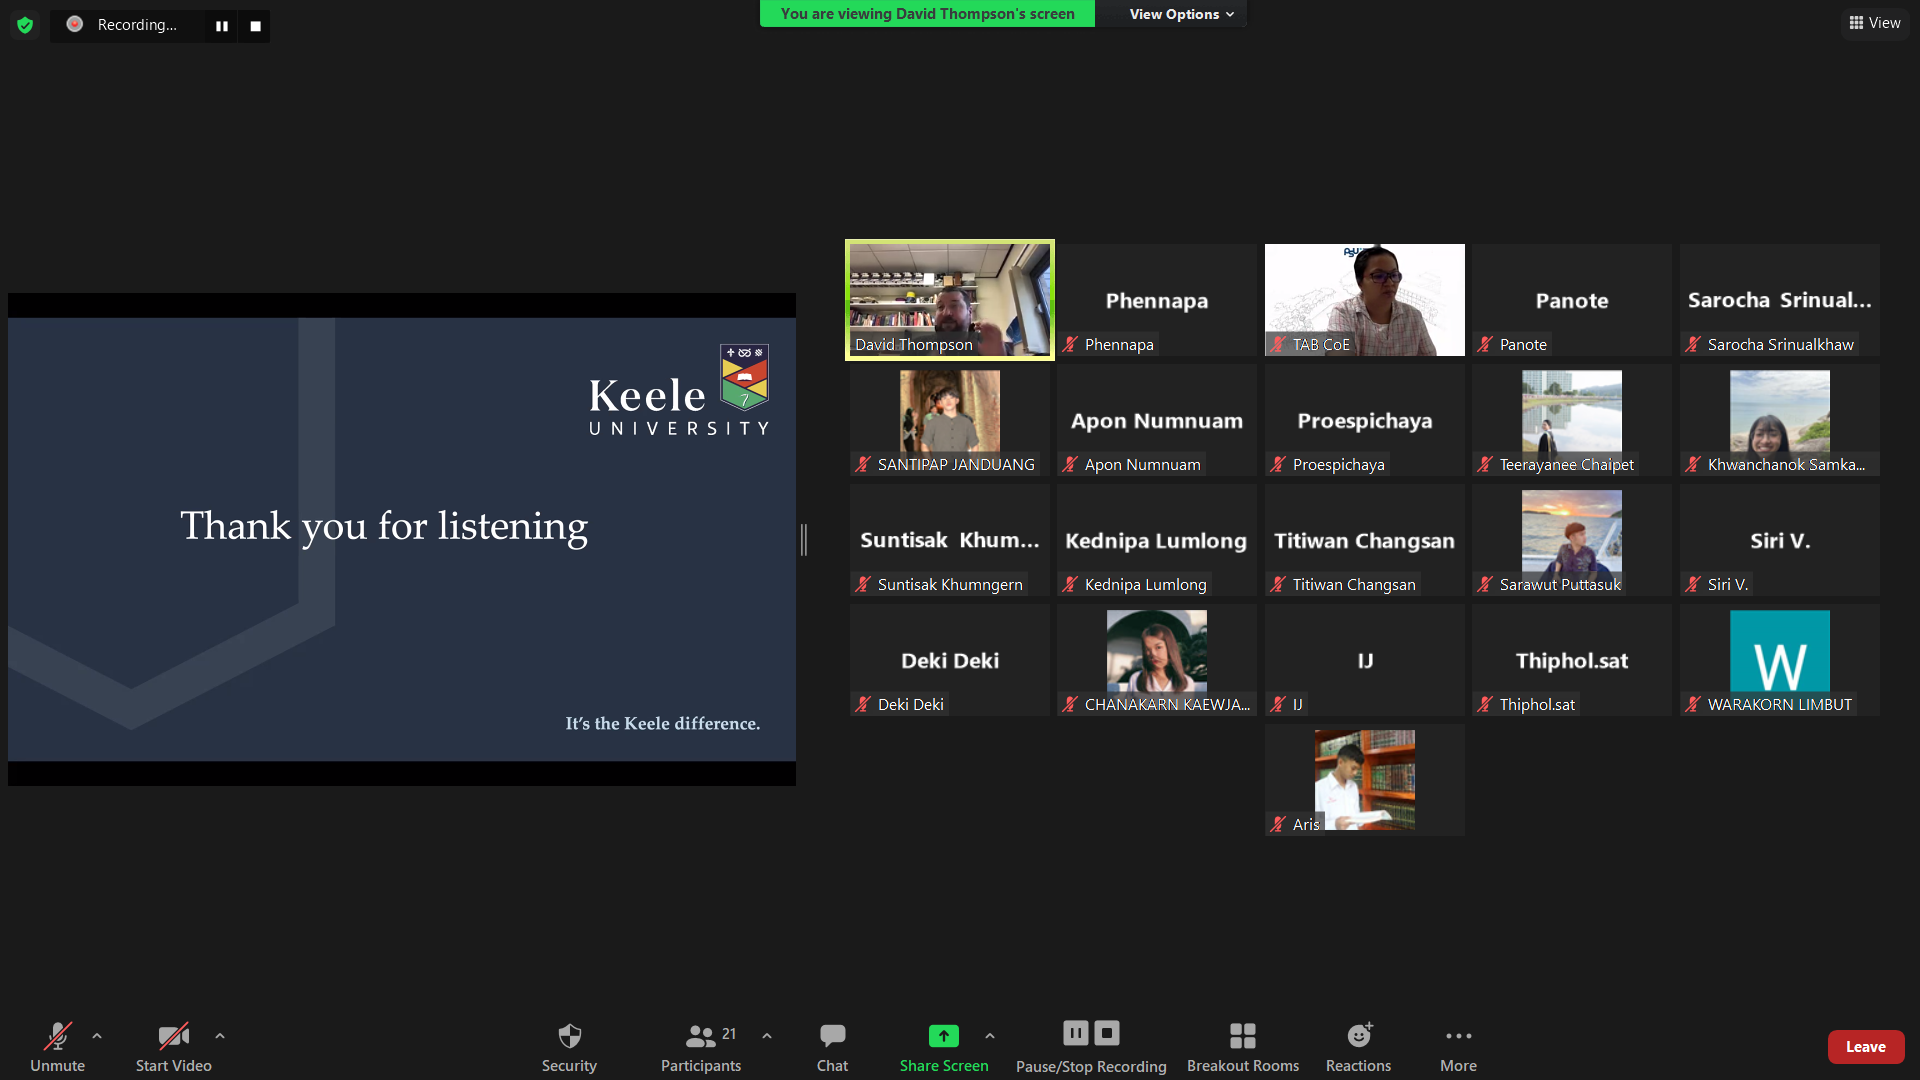 Recording...
You are viewing David Thompson's screen
View Options
View
Keele
UNIVERSITY
Thank you for listening
It's the Keele difference.
David Thompson
Phennapa
Phennapa
TAB CoE
Panote
Panote
Sarocha Srinual...
Sarocha Srinualkhaw
SANTIPAP JANDUANG
Apon Numnuam
Apon Numnuam
Proespichaya
Proespichaya
Teerayanee Chaipet
Khwanchanok Samka...
Suntisak Khum...
Suntisak Khumngern
Kednipa Lumlong
Kednipa Lumlong
Titiwan Changsan
Titiwan Changsan
Sarawut Puttasuk
Siri V.
Siri V.
Deki Deki
Deki Deki
CHANAKARN KAEWJA...
IJ
IJ
Thiphol.sat
Thiphol.sat
W
WARAKORN LIMBUT
Aris
Unmute
Start Video
Security
21
Participants
Chat
Share Screen
Pause/Stop Recording
Breakout Rooms
Reactions
More
Leave